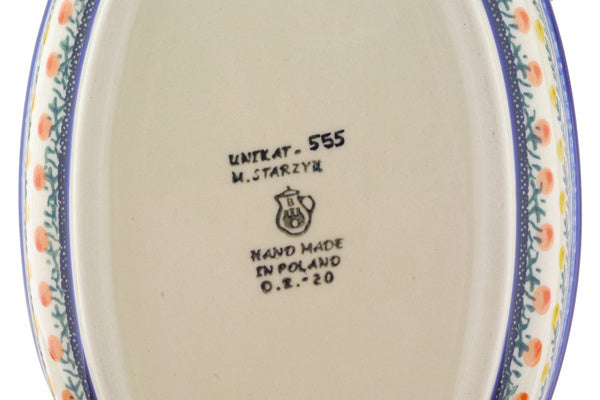 UNIKAT - 555
M. STARZYK
B
HAND MADE
IN POLAND
D.Z.-20